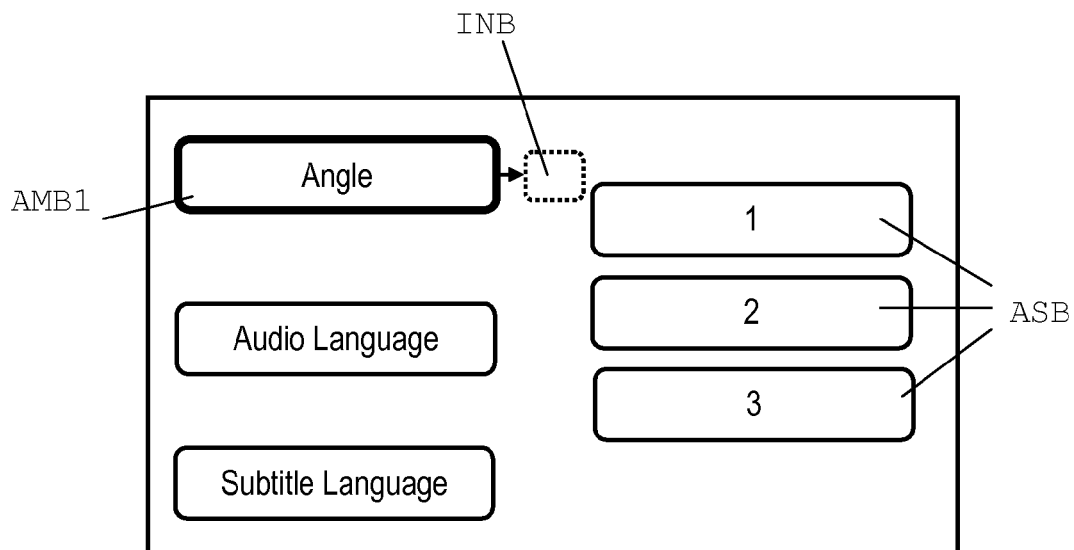 INB
Angle
AMB1
1
2
ASB
Audio Language
3
Subtitle Language